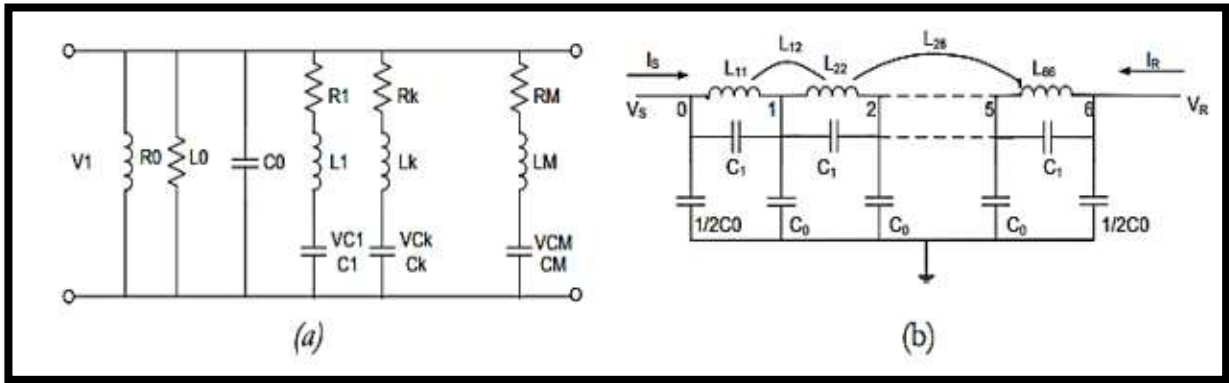 V1
R0
L0
C0
R1
L1
VC1
C1
Rk
Lk
VCk
Ck
RM
LM
VCM
CM
(a)
IS
L12
L28
IR
L11
L22
L66
VS
0
1
2
5
6
VR
C1
C1
C1
1/2C0
C0
C0
C0
1/2C0
(b)